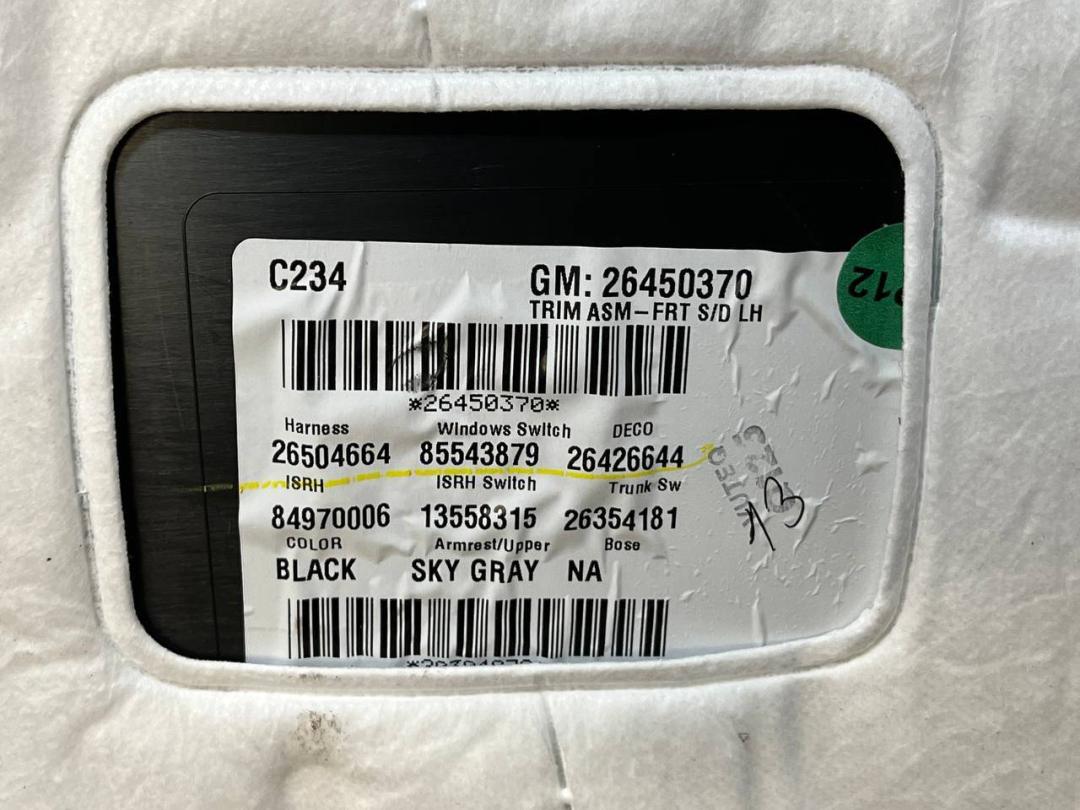 C234 GM: 26450370
TRIM ASM-FRT S/D LH
P12
*26450370*
Harness Windows Switch DECO
26504664 85543879 26426644
ISRH ISRH Switch Trunk Sw
84970006 13558315 26354181
13
COLOR Armrest/Upper Bose
BLACK SKY GRAY NA